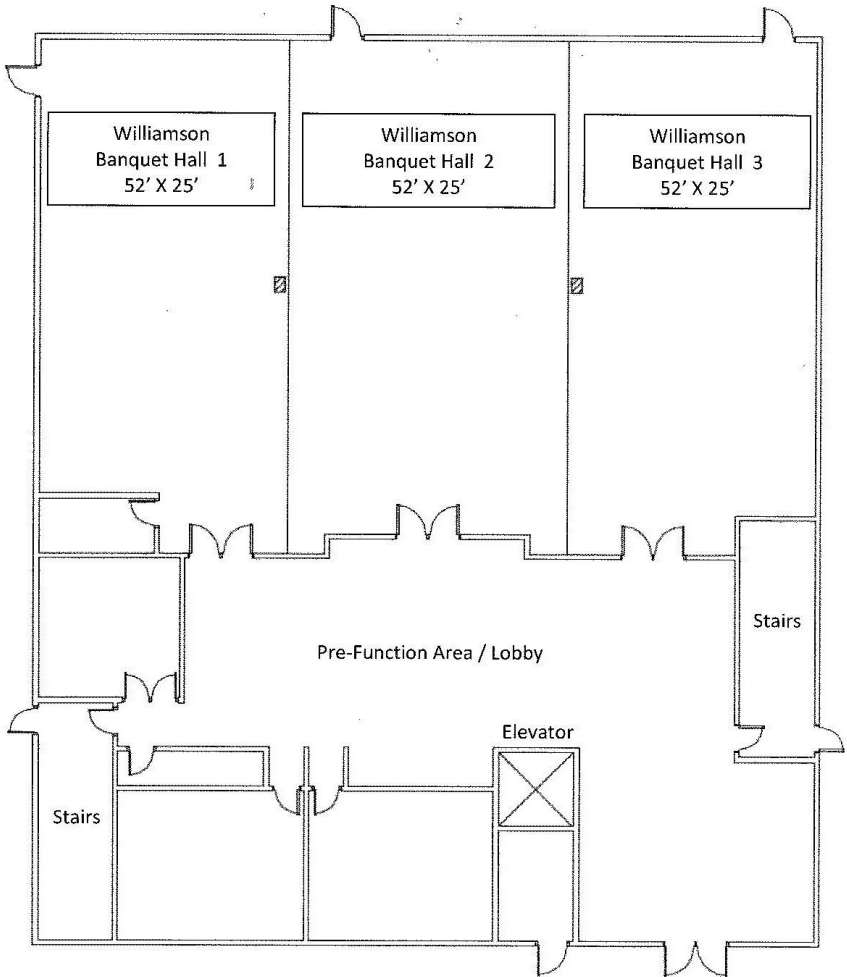 Williamson
Banquet Hall 1
52' X 25'
Williamson
Banquet Hall 2
52' X 25'
Williamson
Banquet Hall 3
52' X 25'
Pre-Function Area / Lobby
Stairs
Elevator
Stairs